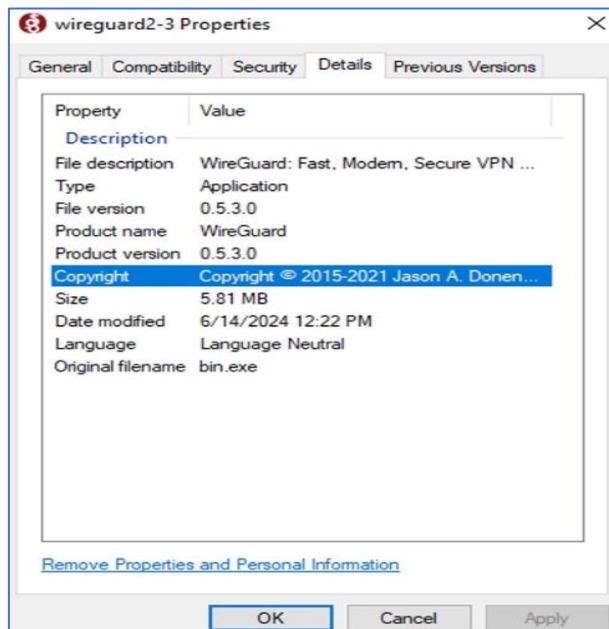 wireguard2-3 Properties
General Compatibility Security Details Previous Versions
Property Value
Description
File description WireGuard: Fast, Modern, Secure VPN ...
Type Application
File version 0.5.3.0
Product name WireGuard
Product version 0.5.3.0
Copyright Copyright © 2015-2021 Jason A. Donen...
Size 5.81 MB
Date modified 6/14/2024 12:22 PM
Language Language Neutral
Original filename bin.exe
Remove Properties and Personal Information
OK Cancel Apply